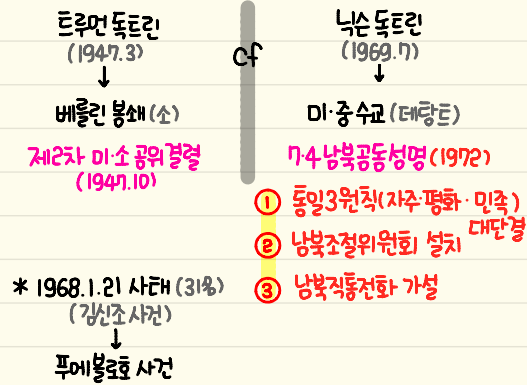 트루먼 독트린
(1947.3)
↓
베를린 봉쇄 (소)
제2차 미·소 공위 결렬
(1947.10)
cf
닉슨 독트린
(1969.7)
↓
미·중 수교 (데탕트)
7·4 남북공동성명 (1972)
① 통일 3원칙 (자주·평화·민족)
대단결
② 남북조절위원회 설치
③ 남북직통전화 가설
* 1968.1.21 사태 (31명)
(김신조 사건)
↓
푸에블로호 사건